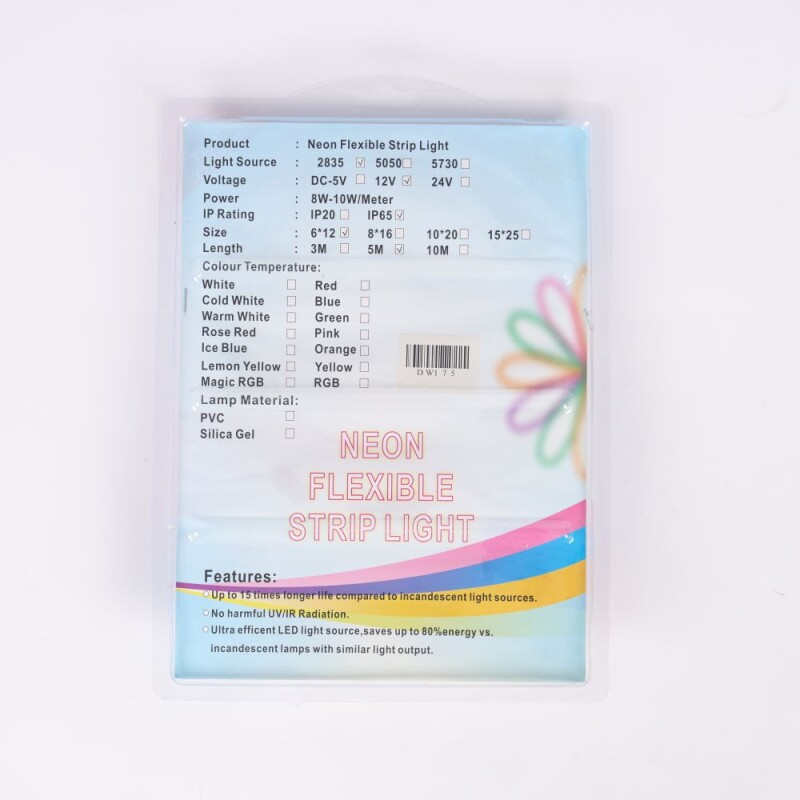 Product : Neon Flexible Strip Light
Light Source : 2835 ☑ 5050☐ 5730☐
Voltage : DC-5V ☐ 12V ☑ 24V ☐
Power : 8W-10W/Meter
IP Rating : IP20 ☐ IP65☑
Size : 6*12 ☑ 8*16☐ 10*20☐ 15*25☐
Length : 3M ☐ 5M ☑ 10M ☐
Colour Temperature:
White ☐ Red ☐
Cold White ☐ Blue ☐
Warm White ☐ Green ☐
Rose Red ☐ Pink ☐
Ice Blue ☐ Orange ☐
Lemon Yellow ☐ Yellow ☐
Magic RGB ☐ RGB ☐
DW175
Lamp Material:
PVC ☐
Silica Gel ☐
NEON
FLEXIBLE
STRIP LIGHT
Features:
Up to 15 times longer life compared to incandescent light sources.
No harmful UV/IR Radiation.
Ultra efficent LED light source,saves up to 80%energy vs.
incandescent lamps with similar light output.